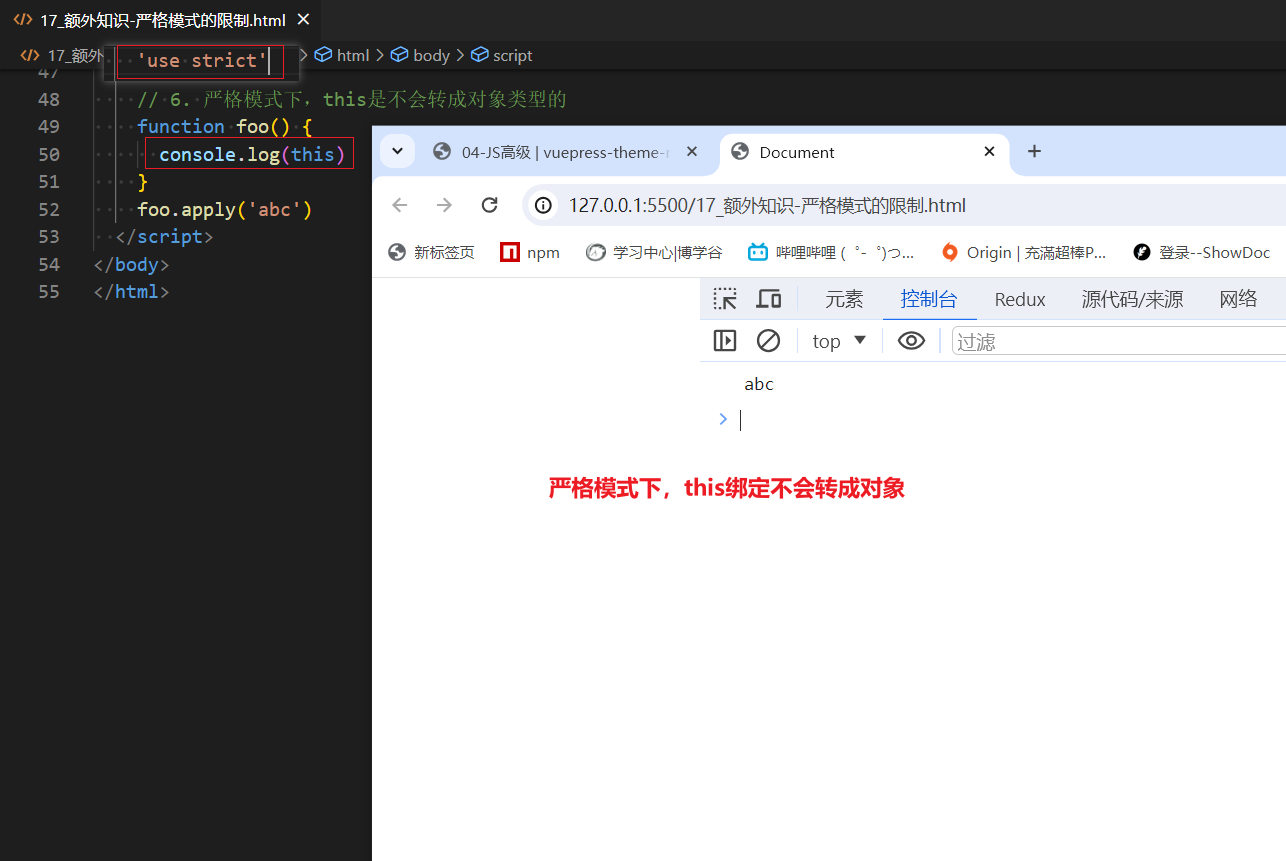 17_额外知识-严格模式的限制.html
17_额外 'use strict' html body script
47
48 // 6. 严格模式下，this是不会转成对象类型的
49 function foo() {
50 console.log(this)
51 }
52 foo.apply('abc')
53 </script>
54 </body>
55 </html>
04-JS高级 | vuepress-theme- Document
127.0.0.1:5500/17_额外知识-严格模式的限制.html
新标签页 npm 学习中心|博学谷 哔哩哔哩 ( ゜- ゜)つ... Origin | 充满超棒P... 登录--ShowDoc
元素 控制台 Redux 源代码/来源 网络
top 过滤
abc
严格模式下，this绑定不会转成对象